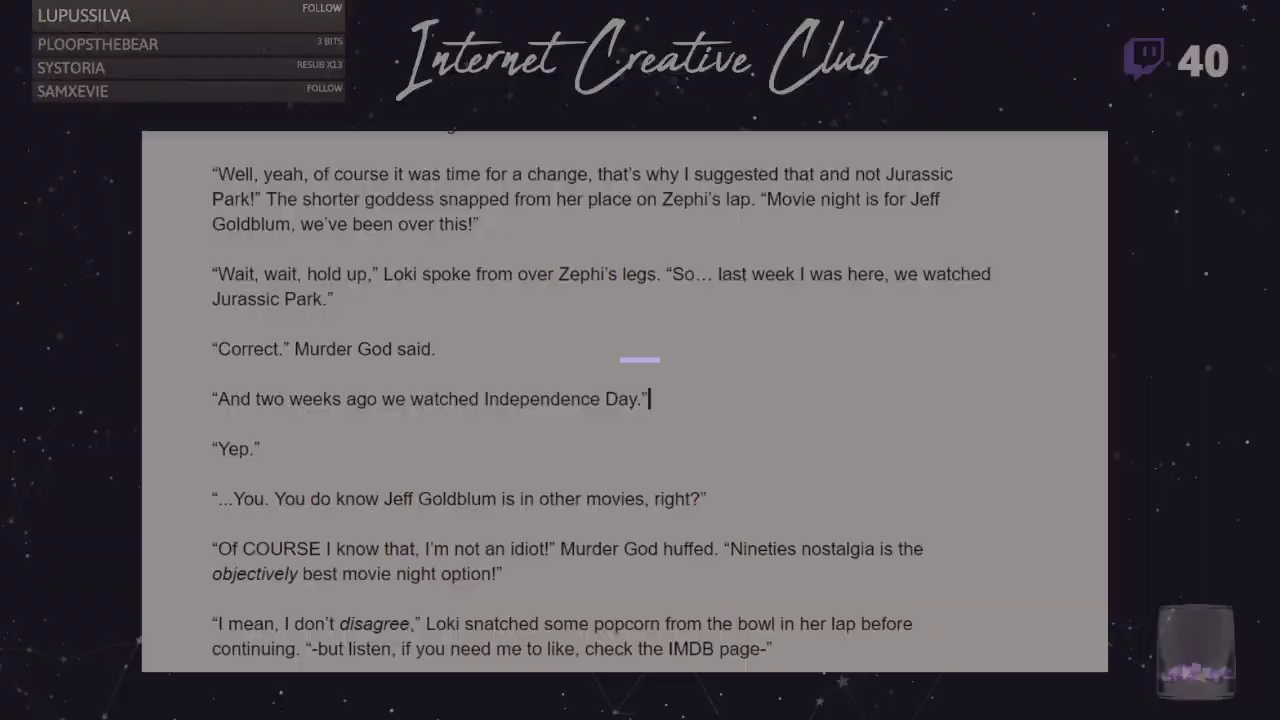 LUPUSSILVA FOLLOW
PLOOPSTHEBEAR 3 BITS
SYSTORIA RESUB X13
SAMXEVIE FOLLOW
Internet Creative Club
40
“Well, yeah, of course it was time for a change, that’s why I suggested that and not Jurassic
Park!” The shorter goddess snapped from her place on Zephi’s lap. “Movie night is for Jeff
Goldblum, we’ve been over this!”
“Wait, wait, hold up,” Loki spoke from over Zephi’s legs. “So… last week I was here, we watched
Jurassic Park.”
“Correct.” Murder God said.
“And two weeks ago we watched Independence Day.”
“Yep.”
“...You. You do know Jeff Goldblum is in other movies, right?”
“Of COURSE I know that, I’m not an idiot!” Murder God huffed. “Nineties nostalgia is the
objectively best movie night option!”
“I mean, I don’t disagree,” Loki snatched some popcorn from the bowl in her lap before
continuing. “-but listen, if you need me to like, check the IMDB page-”